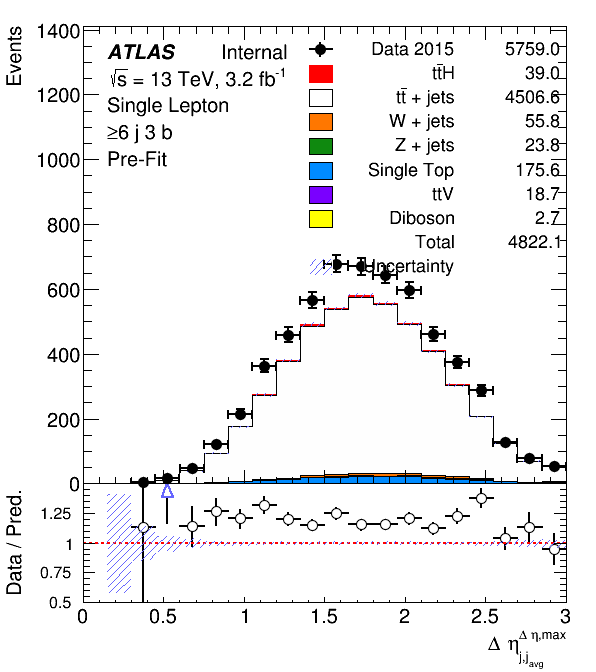 Events
1400
1200
1000
800
600
400
200
0
ATLAS Internal
√s = 13 TeV, 3.2 fb⁻¹
Single Lepton
≥6 j 3 b
Pre-Fit
Data 2015 5759.0
tt̄H 39.0
tt̄ + jets 4506.6
W + jets 55.8
Z + jets 23.8
Single Top 175.6
ttV 18.7
Diboson 2.7
Total 4822.1
Uncertainty
Data / Pred.
1.25
1
0.75
0.5
0 0.5 1 1.5 2 2.5 3
Δ η_{j,j_{avg}}^{Δ η,max}